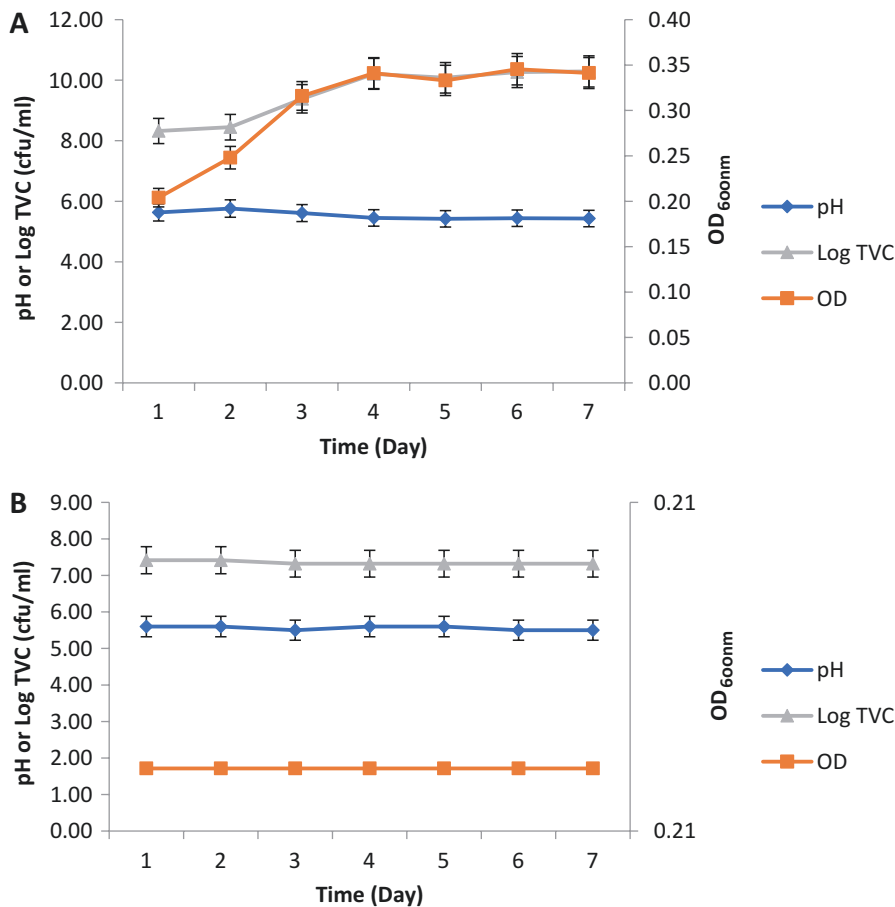 A
12.00
10.00
8.00
6.00
4.00
2.00
0.00
pH or Log TVC (cfu/ml)
0.40
0.35
0.30
0.25
0.20
0.15
0.10
0.05
0.00
OD6oonm
1 2 3 4 5 6 7
Time (Day)
pH
Log TVC
OD
B
9.00
8.00
7.00
6.00
5.00
4.00
3.00
2.00
1.00
0.00
pH or Log TVC (cfu/ml)
0.21
0.21
OD6oonm
1 2 3 4 5 6 7
Time (Day)
pH
Log TVC
OD